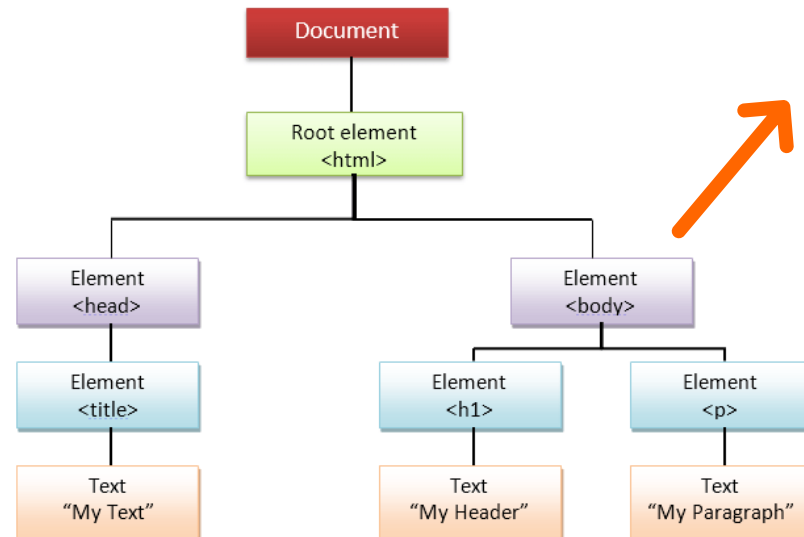 Document
Root element
<html>
Element
<head>
Element
<body>
Element
<title>
Element
<h1>
Element
<p>
Text
“My Text”
Text
“My Header”
Text
“My Paragraph”